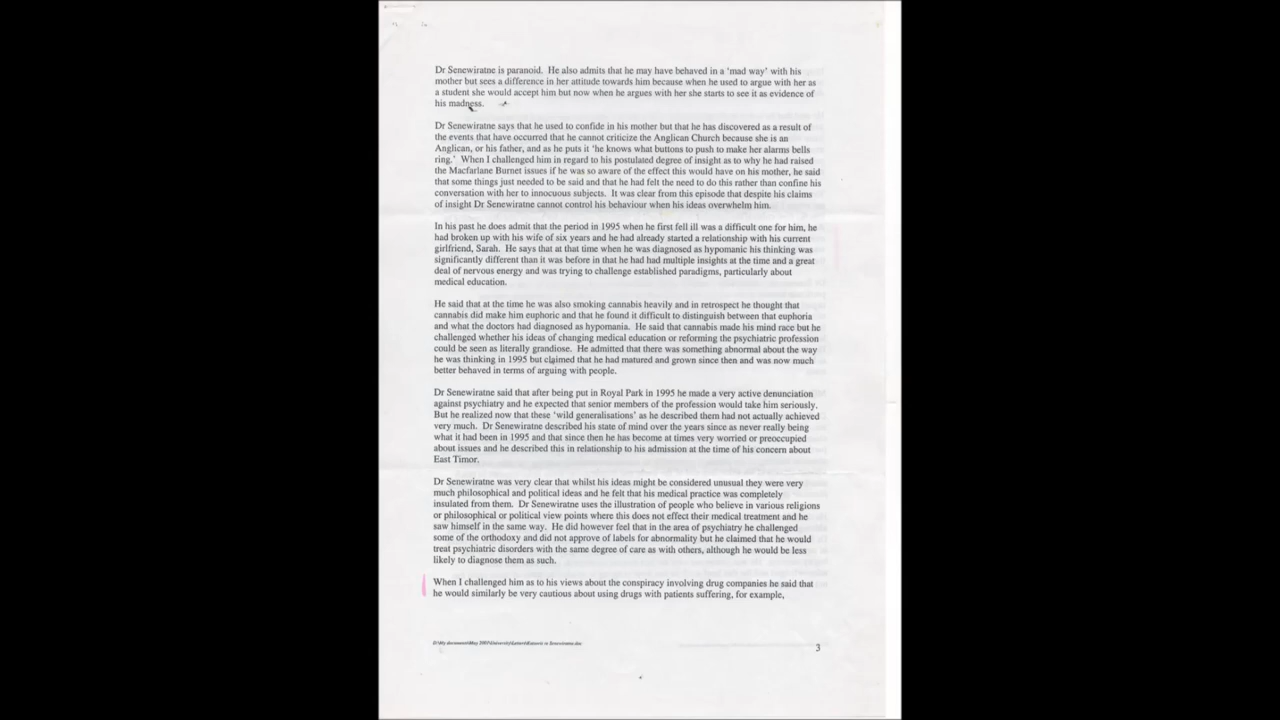 Dr Senewiratne is paranoid. He also admits that he may have behaved in a 'mad way' with his
mother but sees a difference in her attitude towards him because when he used to argue with her as
a student she would accept him but now when he argues with her she starts to see it as evidence of
his madness.
Dr Senewiratne says that he used to confide in his mother but that he has discovered as a result of
the events that have occurred that he cannot criticize the Anglican Church because she is an
Anglican, or his father, and as he puts it 'he knows what buttons to push to make her alarms bells
ring.' When I challenged him in regard to his postulated degree of insight as to why he had raised
the Macfarlane Burnet issues if he was so aware of the effect this would have on his mother, he said
that some things just needed to be said and that he had felt the need to do this rather than confine his
conversation with her to innocuous subjects. It was clear from this episode that despite his claims
of insight Dr Senewiratne cannot control his behaviour when his ideas overwhelm him.
In his past he does admit that the period in 1995 when he first fell ill was a difficult one for him, he
had broken up with his wife of six years and he had already started a relationship with his current
girlfriend, Sarah. He says that at that time when he was diagnosed as hypomanic his thinking was
significantly different than it was before in that he had had multiple insights at the time and a great
deal of nervous energy and was trying to challenge established paradigms, particularly about
medical education.
He said that at the time he was also smoking cannabis heavily and in retrospect he thought that
cannabis did make him euphoric and that he found it difficult to distinguish between that euphoria
and what the doctors had diagnosed as hypomania. He said that cannabis made his mind race but he
challenged whether his ideas of changing medical education or reforming the psychiatric profession
could be seen as literally grandiose. He admitted that there was something abnormal about the way
he was thinking in 1995 but claimed that he had matured and grown since then and was now much
better behaved in terms of arguing with people.
Dr Senewiratne said that after being put in Royal Park in 1995 he made a very active denunciation
against psychiatry and he expected that senior members of the profession would take him seriously.
But he realized now that these 'wild generalisations' as he described them had not actually achieved
very much. Dr Senewiratne described his state of mind over the years since as never really being
what it had been in 1995 and that since then he has become at times very worried or preoccupied
about issues and he described this in relationship to his admission at the time of his concern about
East Timor.
Dr Senewiratne was very clear that whilst his ideas might be considered unusual they were very
much philosophical and political ideas and he felt that his medical practice was completely
insulated from them. Dr Senewiratne uses the illustration of people who believe in various religions
or philosophical or political view points where this does not effect their medical treatment and he
saw himself in the same way. He did however feel that in the area of psychiatry he challenged
some of the orthodoxy and did not approve of labels for abnormality but he claimed that he would
treat psychiatric disorders with the same degree of care as with others, although he would be less
likely to diagnose them as such.
When I challenged him as to his views about the conspiracy involving drug companies he said that
he would similarly be very cautious about using drugs with patients suffering, for example,
3